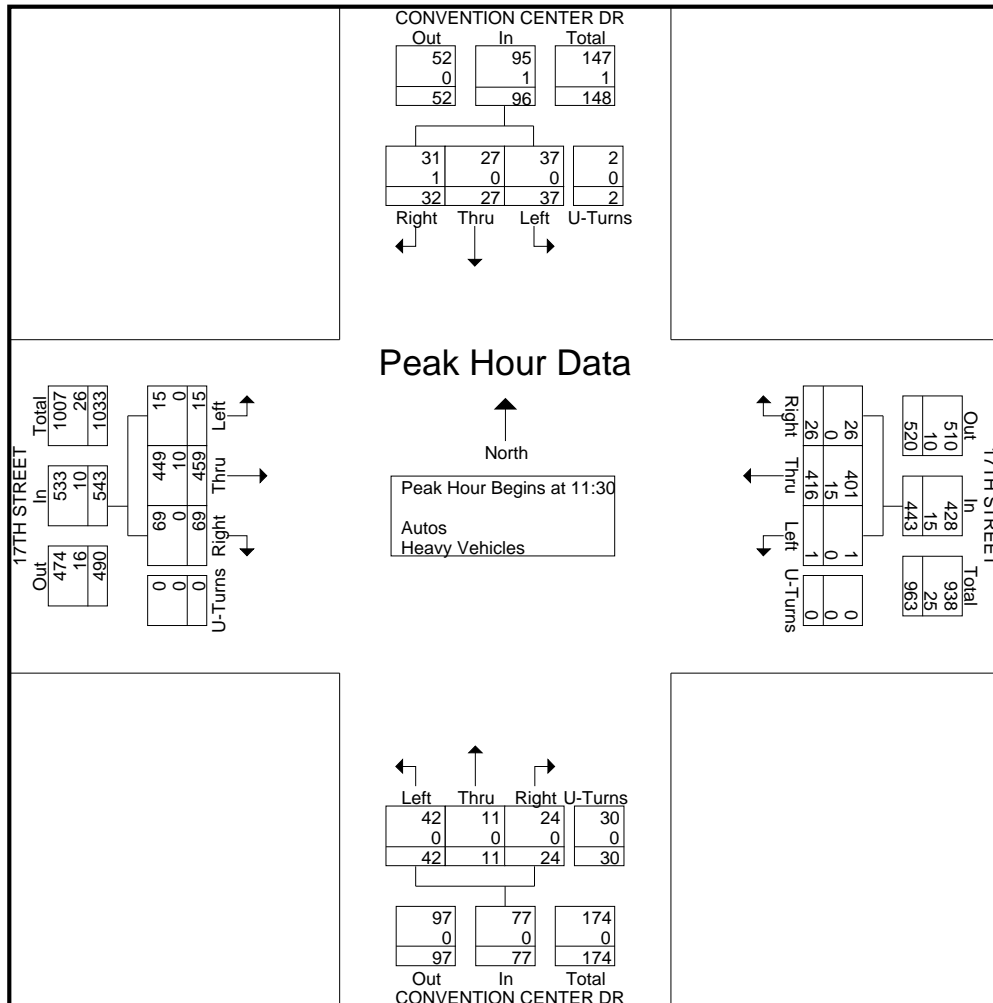 CONVENTION CENTER DR
Out In Total
52 95 147
0 1 1
52 96 148
31 27 37 2
1 0 0 0
32 27 37 2
Right Thru Left U-Turns
Peak Hour Data
North
Peak Hour Begins at 11:30
Autos
Heavy Vehicles
17TH STREET
Out In Total
474 533 1007
16 10 26
490 543 1033
U-Turns Right Thru Left
0 69 449 15
0 0 10 0
0 69 459 15
17TH STREET
Out In Total
510 428 938
10 15 25
520 443 963
Right Thru Left U-Turns
26 401 1 0
0 15 0 0
26 416 1 0
Left Thru Right U-Turns
42 11 24 30
0 0 0 0
42 11 24 30
97 77 174
0 0 0
97 77 174
Out In Total
CONVENTION CENTER DR